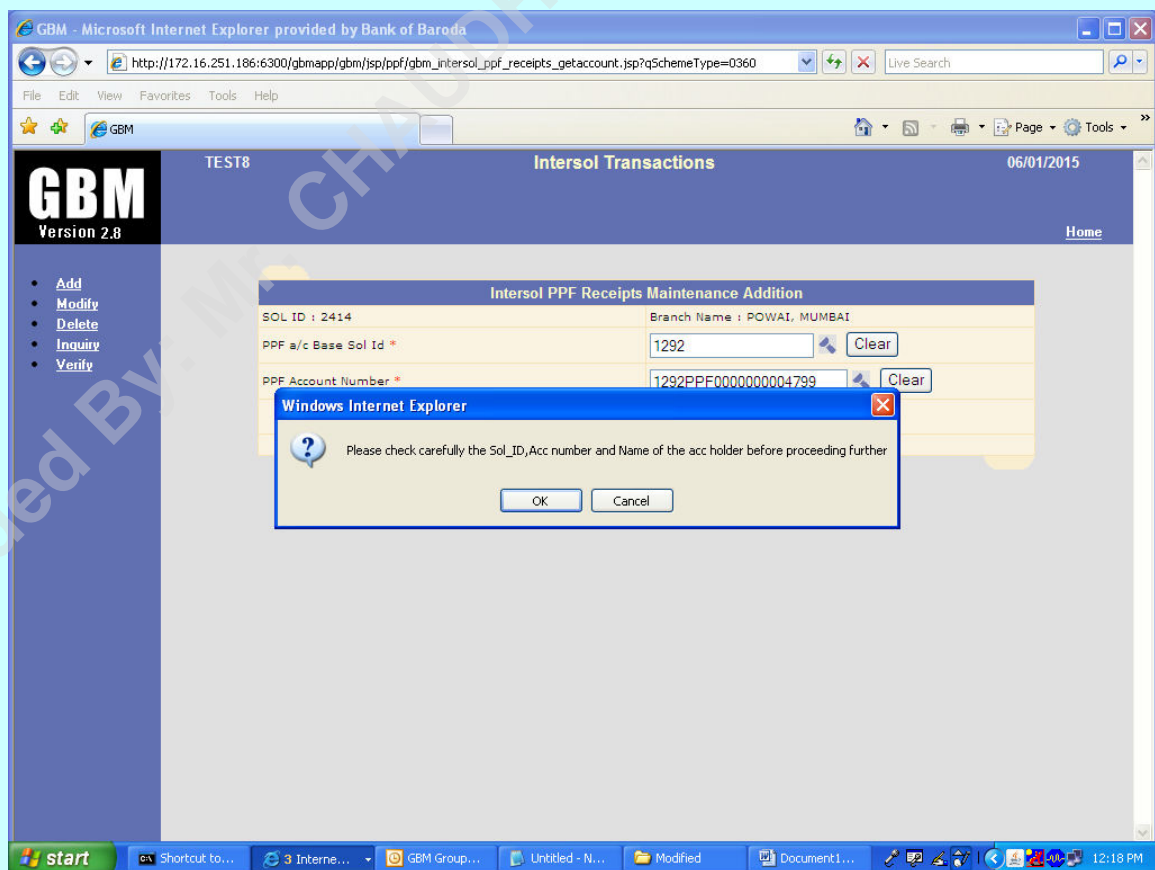 GBM - Microsoft Internet Explorer provided by Bank of Baroda
http://172.16.251.186:6300/gbmapp/gbm/jsp/ppf/gbm_intersol_ppf_receipts_getaccount.jsp?qSchemeType=0360
Live Search
File Edit View Favorites Tools Help
GBM
Page Tools
GBM
Version 2.8
TEST8
Intersol Transactions
06/01/2015
Home
Add
Modify
Delete
Inquiry
Verify
Intersol PPF Receipts Maintenance Addition
SOL ID : 2414 Branch Name : POWAI, MUMBAI
PPF a/c Base Sol Id * 1292 Clear
PPF Account Number * 1292PPF0000000004799 Clear
Windows Internet Explorer
Please check carefully the Sol_ID,Acc number and Name of the acc holder before proceeding further
OK Cancel
By: Mr.
start Shortcut to... 3 Interne... GBM Group... Untitled - N... Modified Document1... 12:18 PM